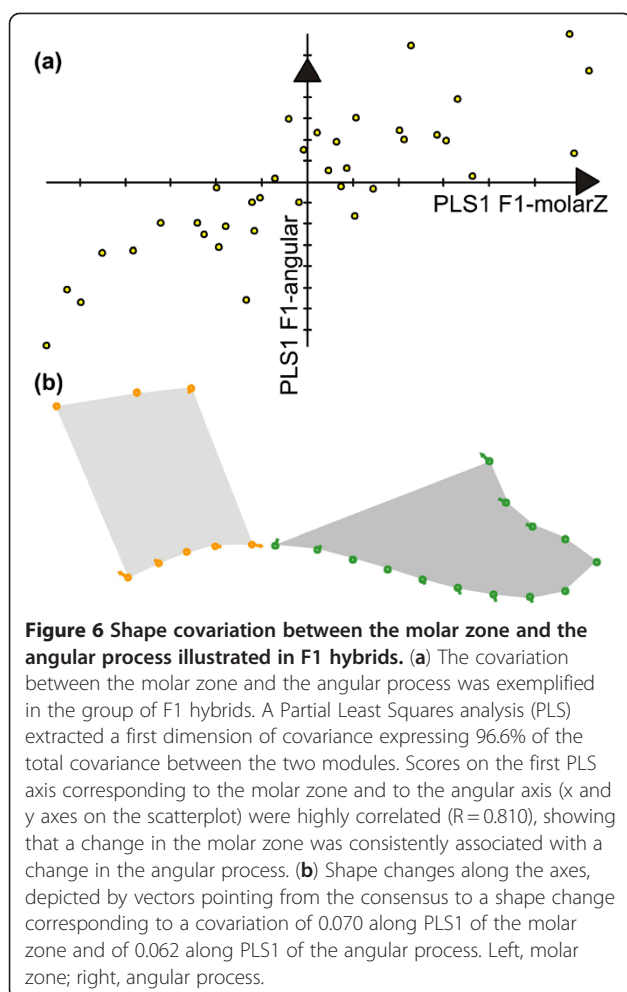 (a)
PLS1 F1-molarZ
PLS1 F1-angular
(b)
Figure 6 Shape covariation between the molar zone and the
angular process illustrated in F1 hybrids. (a) The covariation
between the molar zone and the angular process was exemplified
in the group of F1 hybrids. A Partial Least Squares analysis (PLS)
extracted a first dimension of covariance expressing 96.6% of the
total covariance between the two modules. Scores on the first PLS
axis corresponding to the molar zone and to the angular axis (x and
y axes on the scatterplot) were highly correlated (R = 0.810), showing
that a change in the molar zone was consistently associated with a
change in the angular process. (b) Shape changes along the axes,
depicted by vectors pointing from the consensus to a shape change
corresponding to a covariation of 0.070 along PLS1 of the molar
zone and of 0.062 along PLS1 of the angular process. Left, molar
zone; right, angular process.